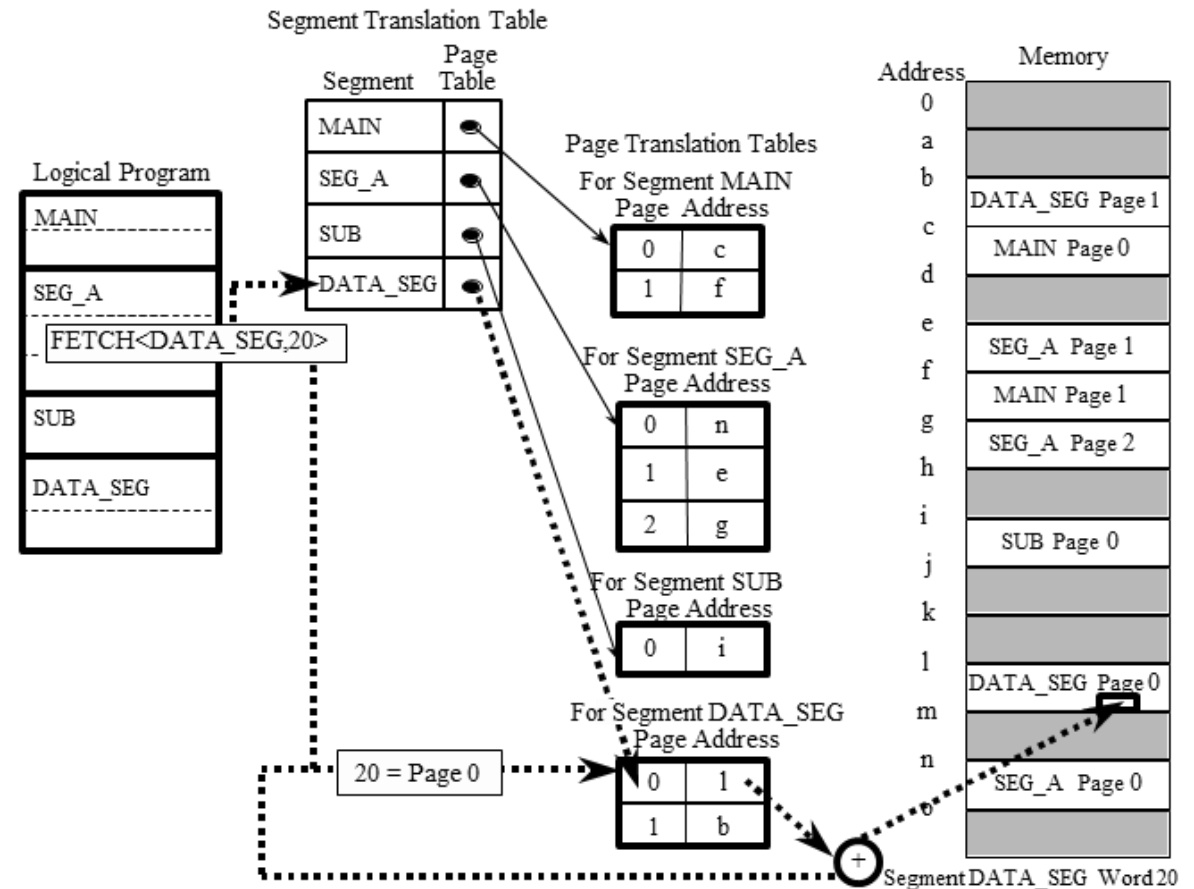 Segment Translation Table
Segment
Page
Table
MAIN
SEG_A
SUB
DATA_SEG
Logical Program
MAIN
SEG_A
FETCH<DATA_SEG,20>
SUB
DATA_SEG
20 = Page 0
Page Translation Tables
For Segment MAIN
Page Address
0 c
1 f
For Segment SEG_A
Page Address
0 n
1 e
2 g
For Segment SUB
Page Address
0 i
For Segment DATA_SEG
Page Address
0 l
1 b
+
Address
Memory
0
a
b
DATA_SEG Page 1
c
MAIN Page 0
d
e
SEG_A Page 1
f
MAIN Page 1
g
SEG_A Page 2
h
i
SUB Page 0
j
k
l
DATA_SEG Page 0
m
n
SEG_A Page 0
o
Segment DATA_SEG Word 20